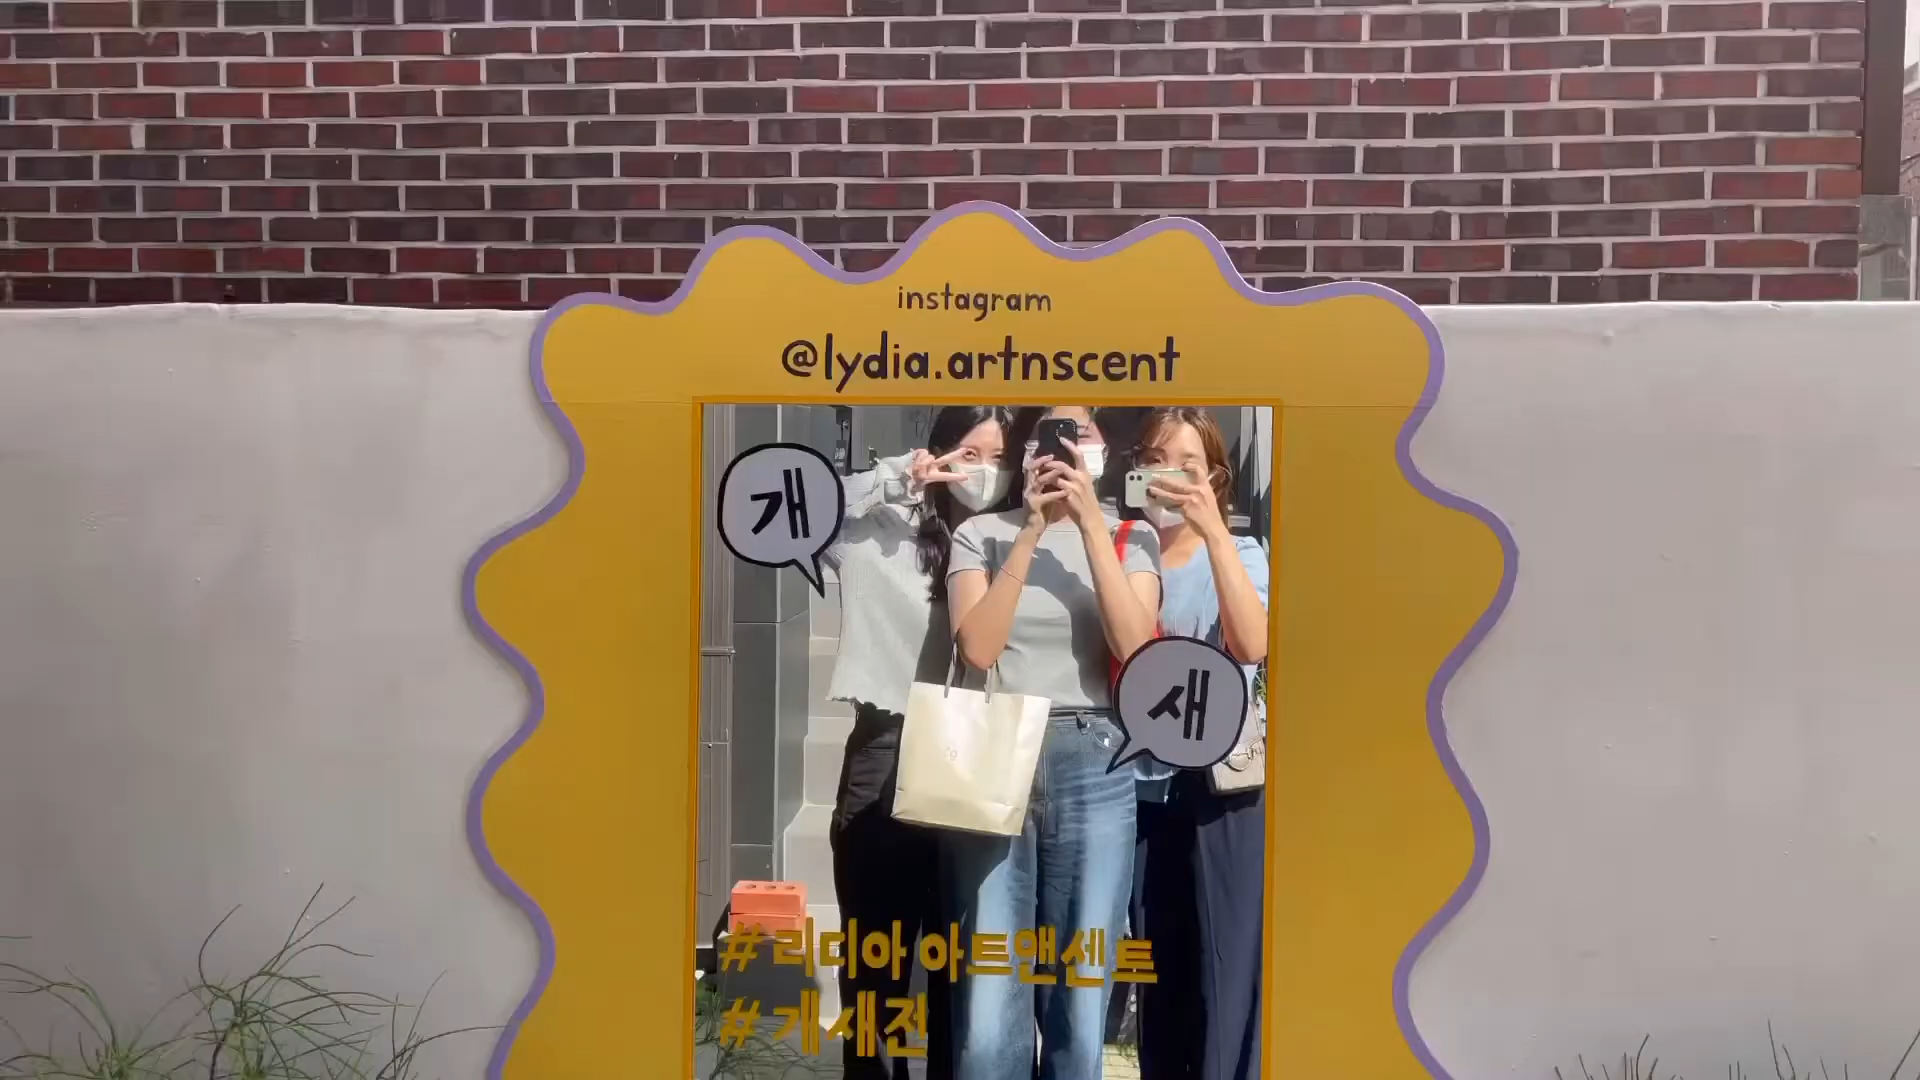 instagram
@lydia.artnscent
개
새
#리디아 아트앤센트
#개새전